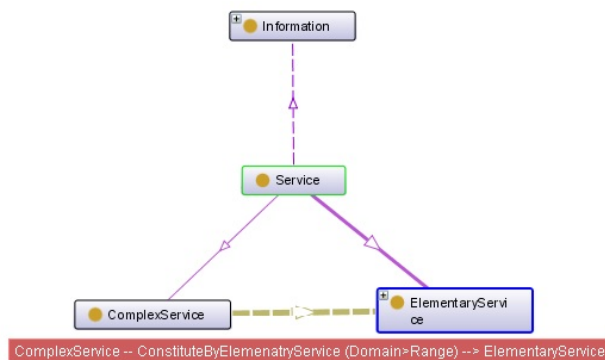 Information
Service
ComplexService
ElementaryServi
ce
ComplexService -- ConstituteByElemenatryService (Domain>Range) --> ElementaryService